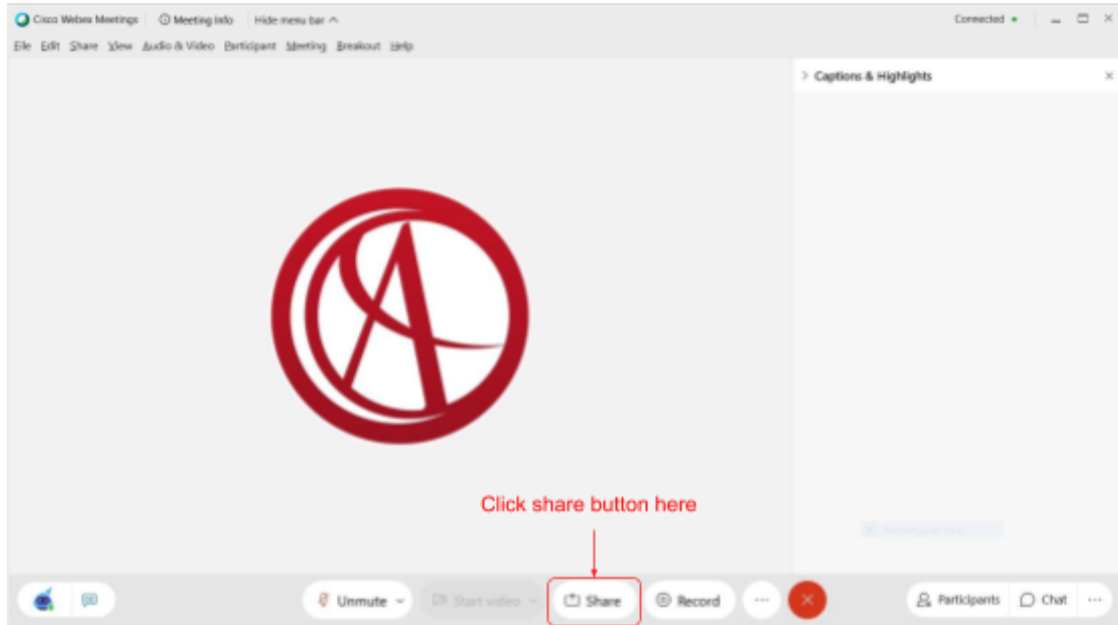 Cisco Webex Meetings Meeting Info Hide menu bar Connected
File Edit Share View Audio & Video Participant Meeting Breakout Help
Captions & Highlights
Click share button here
Unmute Start video Share Record Participants Chat